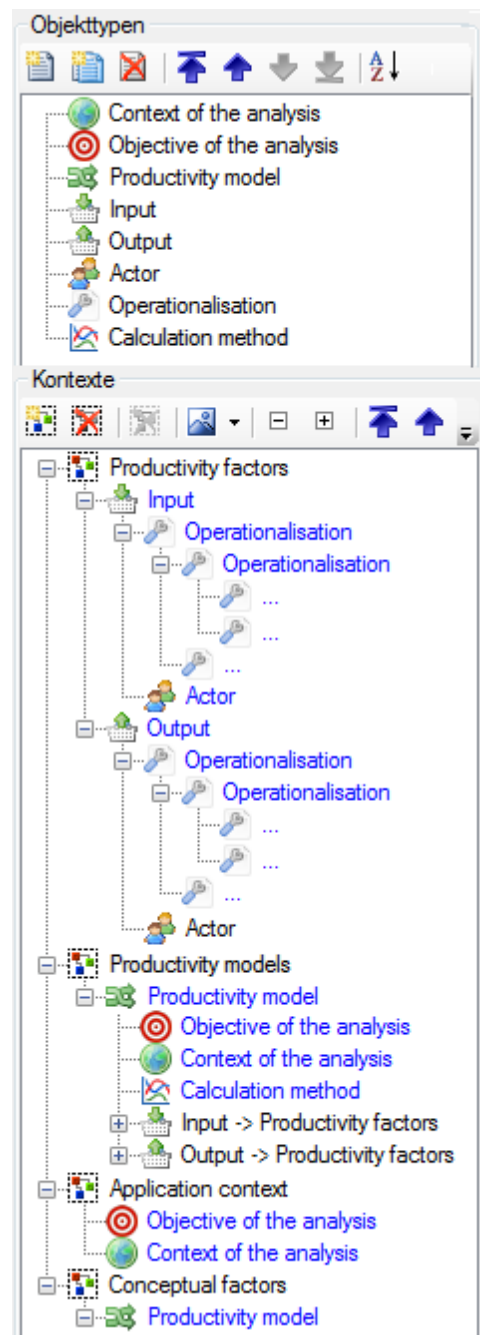 Objekttypen
A
Z
Context of the analysis
Objective of the analysis
Productivity model
Input
Output
Actor
Operationalisation
Calculation method
Kontexte
Productivity factors
Input
Operationalisation
Operationalisation
...
...
...
Actor
Output
Operationalisation
Operationalisation
...
...
...
Actor
Productivity models
Productivity model
Objective of the analysis
Context of the analysis
Calculation method
Input -> Productivity factors
Output -> Productivity factors
Application context
Objective of the analysis
Context of the analysis
Conceptual factors
Productivity model